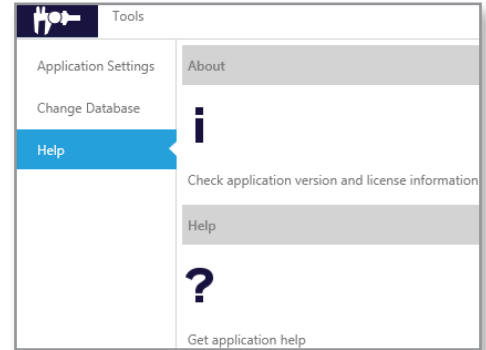 Tools
Application Settings
Change Database
Help
About
i
Check application version and license information
Help
?
Get application help